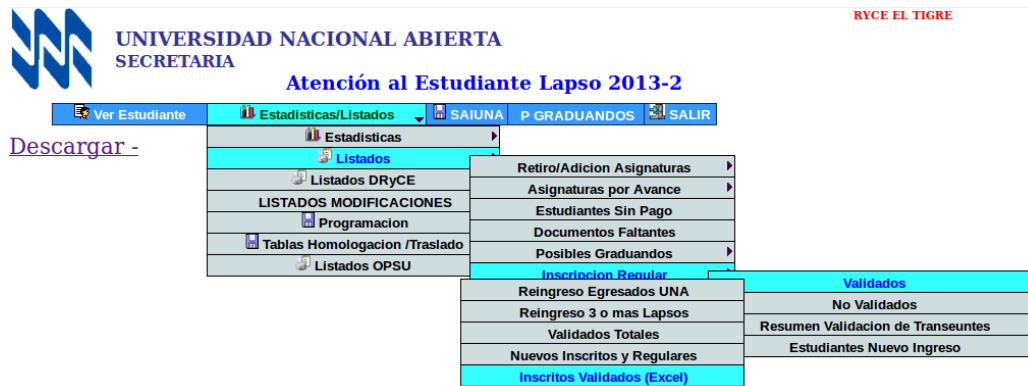 RYCE EL TIGRE
UNIVERSIDAD NACIONAL ABIERTA
SECRETARIA
Atención al Estudiante Lapso 2013-2
Ver Estudiante
Estadisticas/Listados
SAIUNA
P GRADUANDOS
SALIR
Descargar -
Estadisticas
Listados
Listados DRyCE
LISTADOS MODIFICACIONES
Programacion
Tablas Homologacion /Traslado
Listados OPSU
Retiro/Adicion Asignaturas
Asignaturas por Avance
Estudiantes Sin Pago
Documentos Faltantes
Posibles Graduandos
Inscripcion Regular
Validados
No Validados
Resumen Validacion de Transeuntes
Estudiantes Nuevo Ingreso
Reingreso Egresados UNA
Reingreso 3 o mas Lapsos
Validados Totales
Nuevos Inscritos y Regulares
Inscritos Validados (Excel)